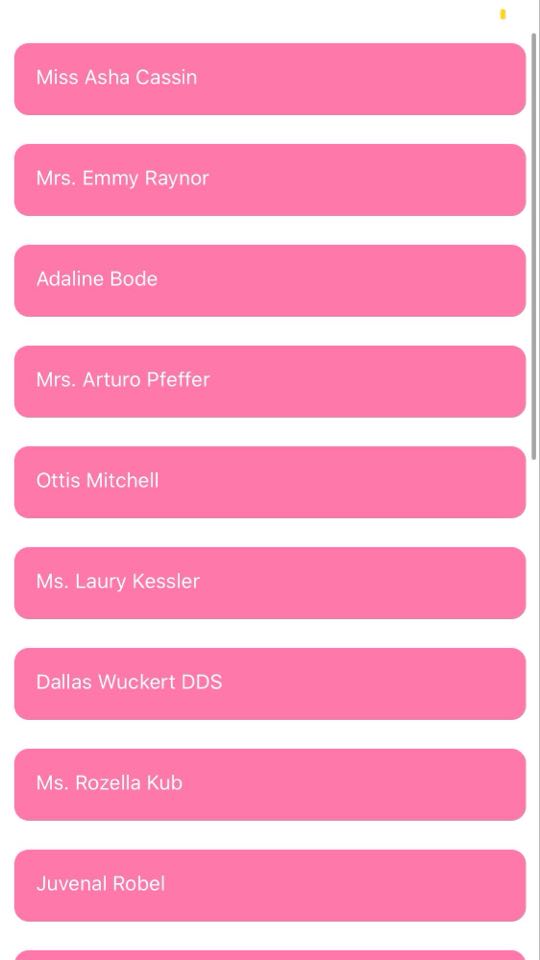 Miss Asha Cassin
Mrs. Emmy Raynor
Adaline Bode
Mrs. Arturo Pfeffer
Ottis Mitchell
Ms. Laury Kessler
Dallas Wuckert DDS
Ms. Rozella Kub
Juvenal Robel